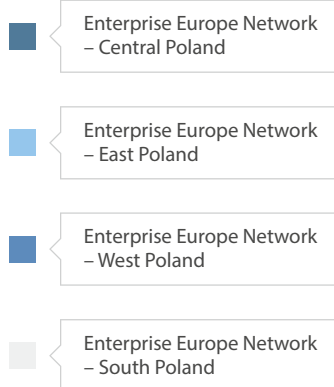 Enterprise Europe Network
– Central Poland
Enterprise Europe Network
– East Poland
Enterprise Europe Network
– West Poland
Enterprise Europe Network
– South Poland